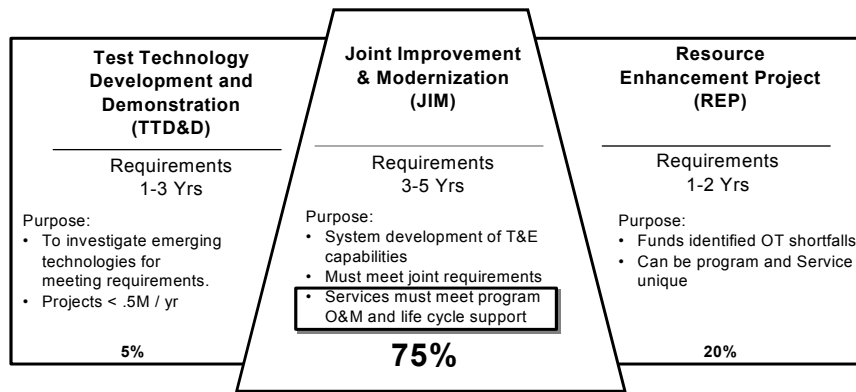 Test Technology
Development and
Demonstration
(TTD&D)
Requirements
1-3 Yrs
Purpose:
• To investigate emerging
technologies for
meeting requirements.
• Projects < .5M / yr
5%
Joint Improvement
& Modernization
(JIM)
Requirements
3-5 Yrs
Purpose:
• System development of T&E
capabilities
• Must meet joint requirements
• Services must meet program
O&M and life cycle support
75%
Resource
Enhancement Project
(REP)
Requirements
1-2 Yrs
Purpose:
• Funds identified OT shortfalls
• Can be program and Service
unique
20%